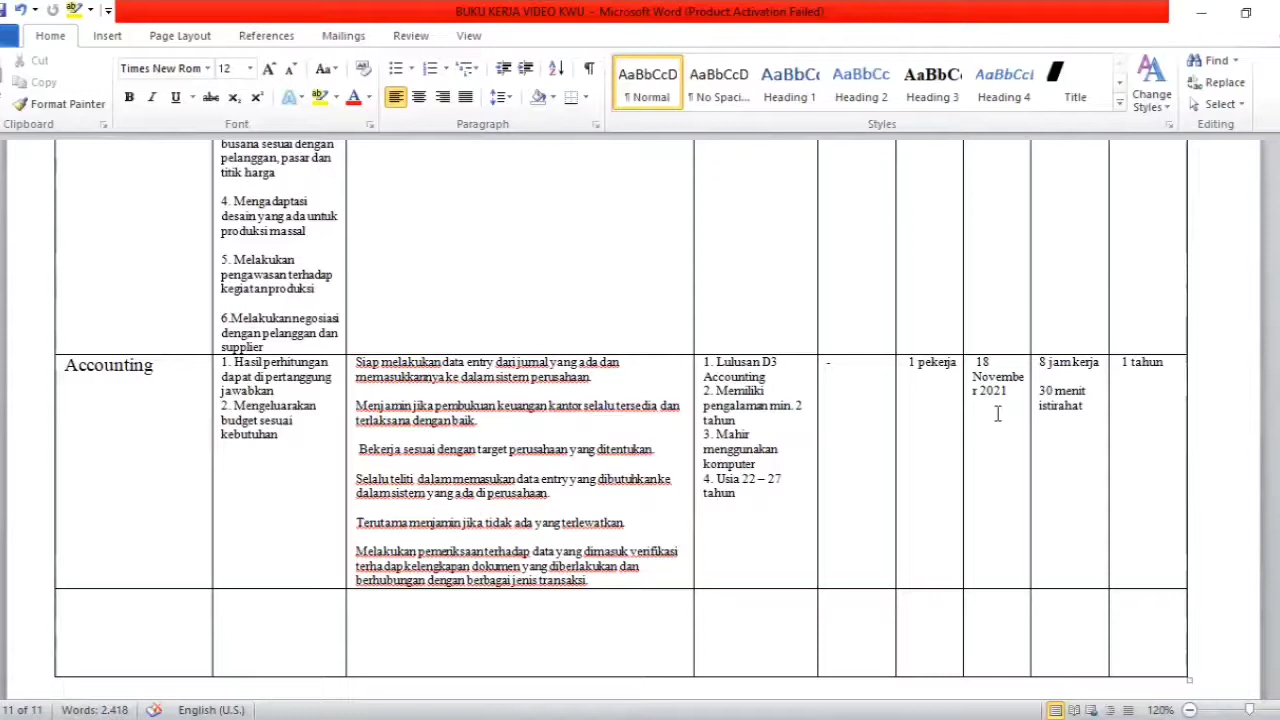 BUKU KERJA VIDEO KWU - Microsoft Word (Product Activation Failed)
Home Insert Page Layout References Mailings Review View
Cut
Copy
Format Painter
Clipboard
Times New Rom 12
Font
Paragraph
AaBbCcD AaBbCcD AaBbCc AaBbCc AaBbCc AaBbCcI
¶ Normal ¶ No Spaci... Heading 1 Heading 2 Heading 3 Heading 4 Title
Change
Styles
Styles
Find
Replace
Select
Editing
busana sesuai dengan
pelanggan, pasar dan
titik harga
4. Mengadaptasi
desain yang ada untuk
produksi massal
5. Melakukan
pengawasan terhadap
kegiatan produksi
6.Melakukan negosiasi
dengan pelanggan dan
supplier
Accounting
1. Hasil perhitungan
dapat di pertanggung
jawabkan
2. Mengeluarakan
budget sesuai
kebutuhan
Siap melakukan data entry dari jurnal yang ada dan
memasukkannya ke dalam sistem perusahaan.
Menjamin jika pembukuan keuangan kantor selalu tersedia dan
terlaksana dengan baik.
Bekerja sesuai dengan target perusahaan yang ditentukan.
Selalu teliti dalam memasukan data entry yang dibutuhkan ke
dalam sistem yang ada di perusahaan.
Terutama menjamin jika tidak ada yang terlewatkan.
Melakukan pemeriksaan terhadap data yang dimasuk verifikasi
terhadap kelengkapan dokumen yang diberlakukan dan
berhubungan dengan berbagai jenis transaksi.
1. Lulusan D3
Accounting
2. Memiliki
pengalaman min. 2
tahun
3. Mahir
menggunakan
komputer
4. Usia 22 – 27
tahun
-
1 pekerja
18
Novembe
r 2021
8 jam kerja
30 menit
istirahat
1 tahun
11 of 11 Words: 2.418 English (U.S.) 120%